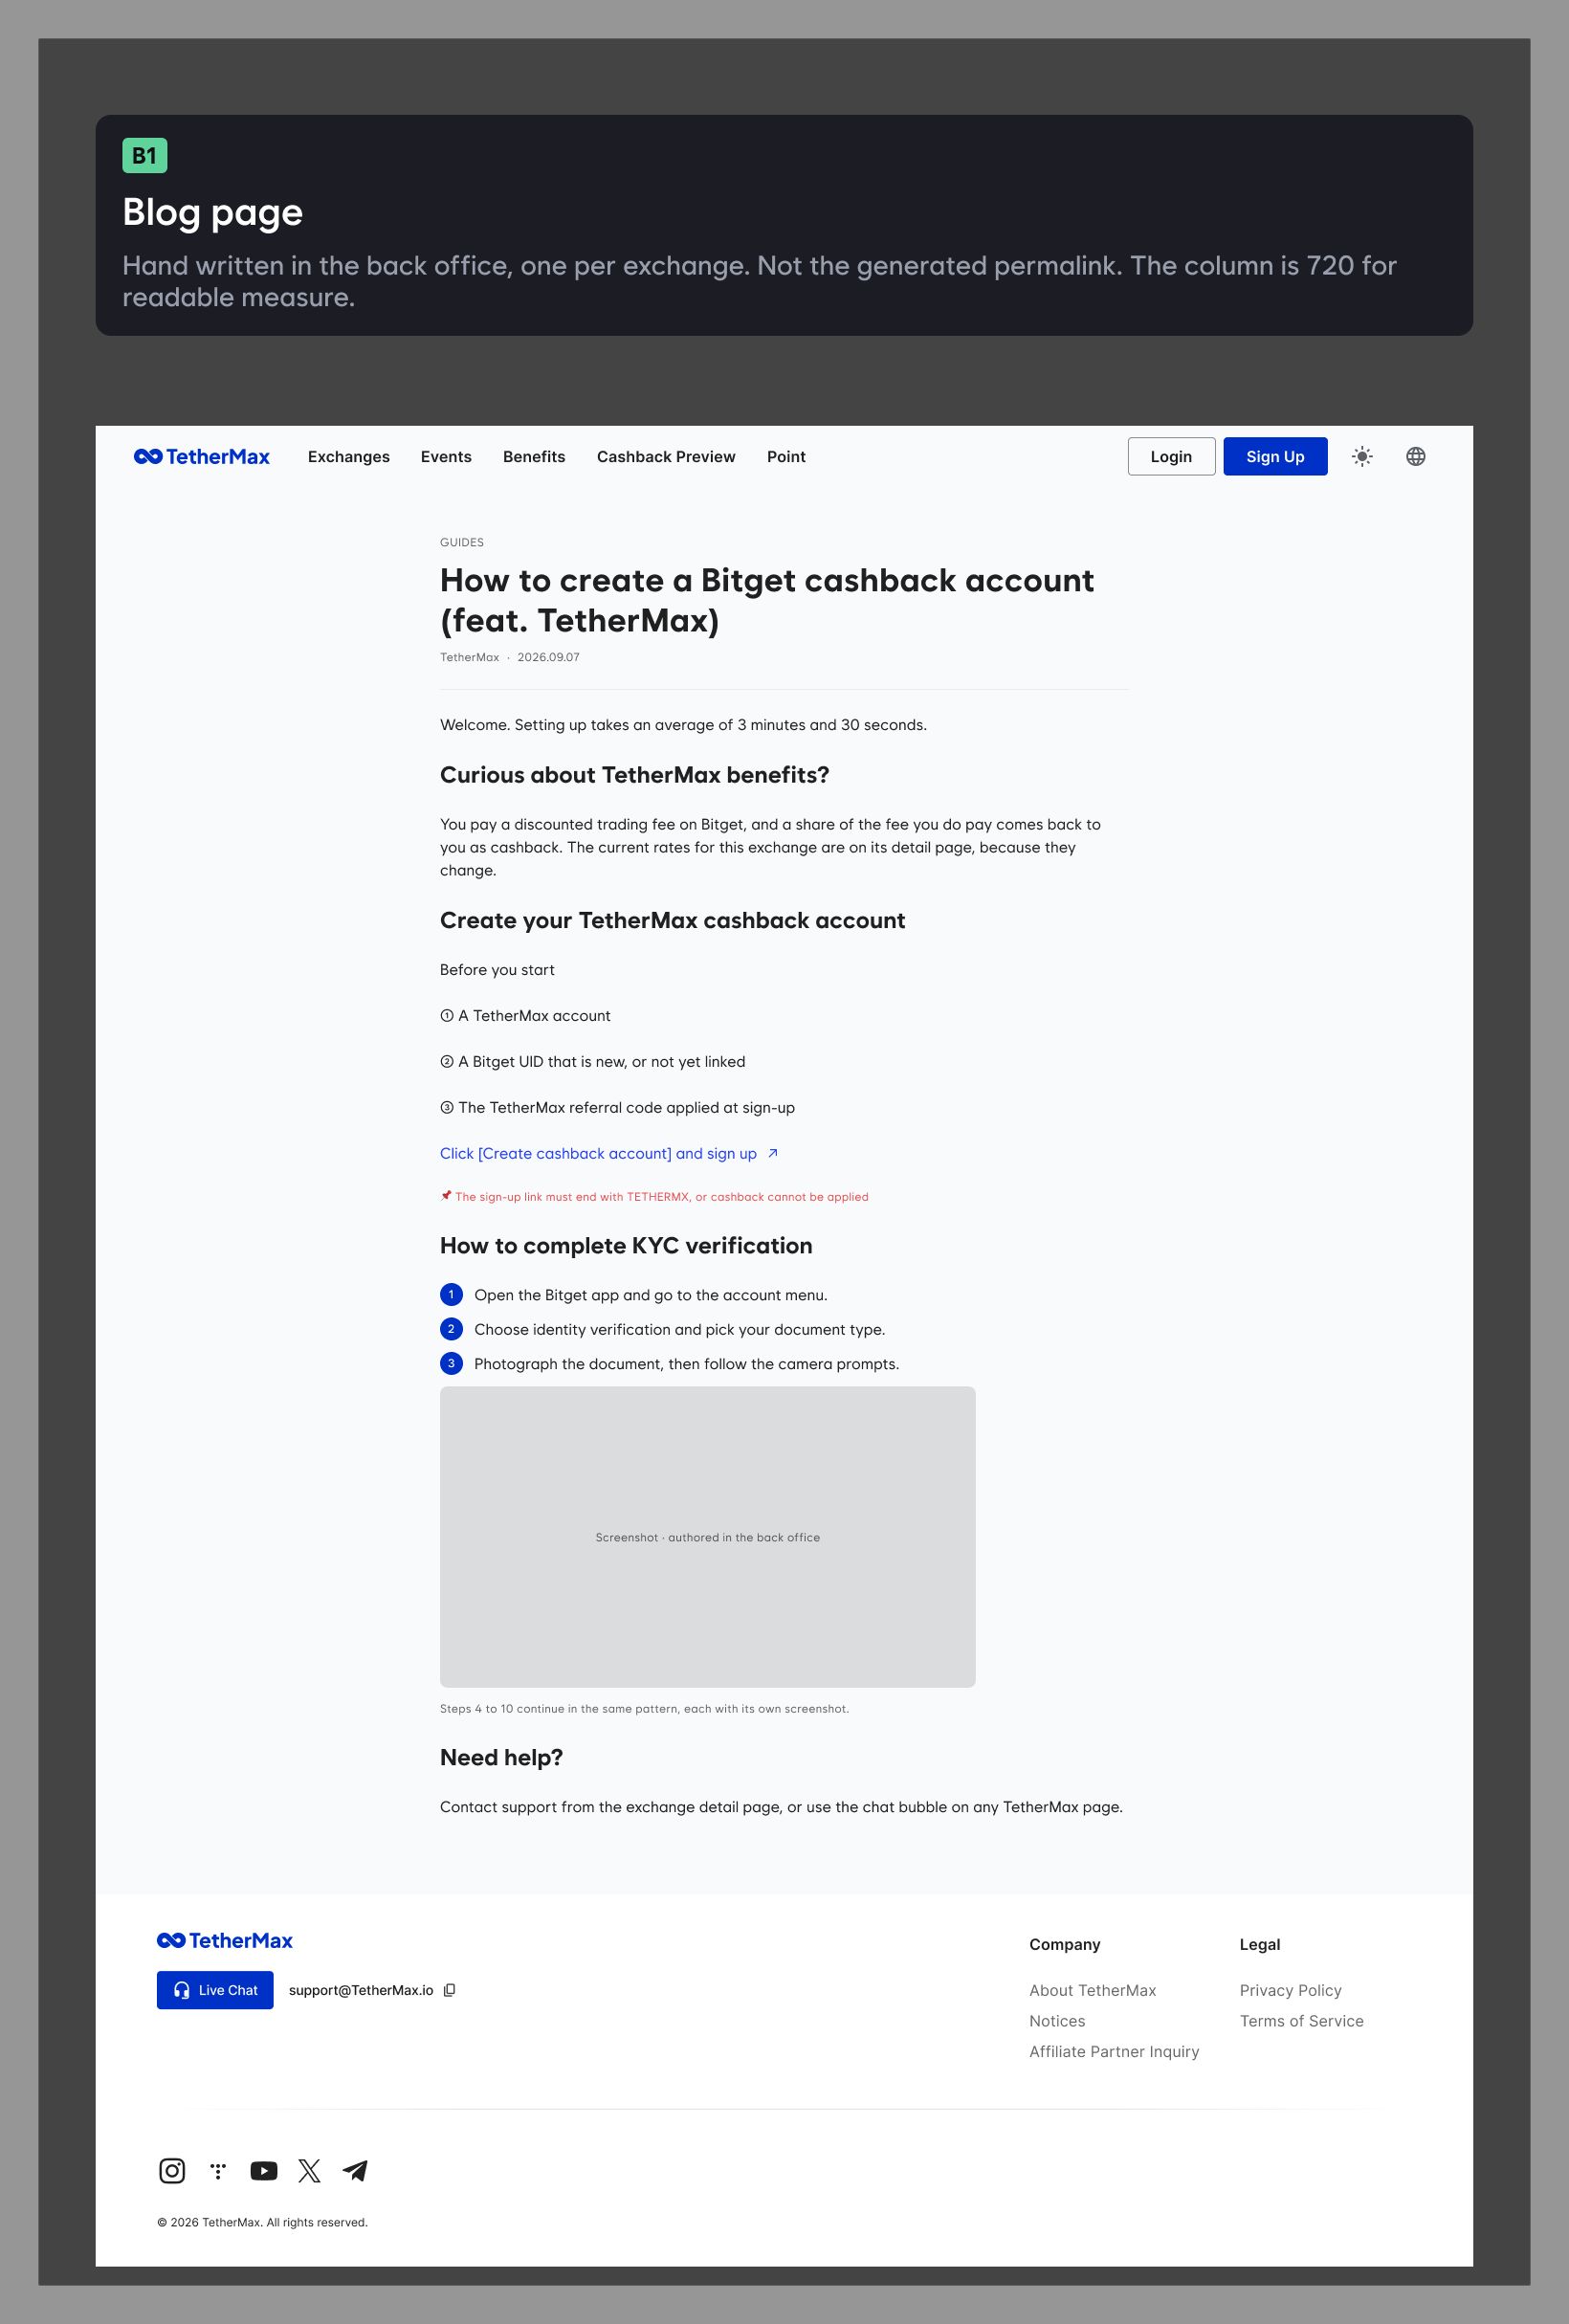 B1
Blog page
Hand written in the back office, one per exchange. Not the generated permalink. The column is 720 for
readable measure.
TetherMax
Exchanges
Events
Benefits
Cashback Preview
Point
Login
Sign Up
GUIDES
How to create a Bitget cashback account
(feat. TetherMax)
TetherMax · 2026.09.07
Welcome. Setting up takes an average of 3 minutes and 30 seconds.
Curious about TetherMax benefits?
You pay a discounted trading fee on Bitget, and a share of the fee you do pay comes back to
you as cashback. The current rates for this exchange are on its detail page, because they
change.
Create your TetherMax cashback account
Before you start
① A TetherMax account
② A Bitget UID that is new, or not yet linked
③ The TetherMax referral code applied at sign-up
Click [Create cashback account] and sign up
The sign-up link must end with TETHERMX, or cashback cannot be applied
How to complete KYC verification
1 Open the Bitget app and go to the account menu.
2 Choose identity verification and pick your document type.
3 Photograph the document, then follow the camera prompts.
Screenshot · authored in the back office
Steps 4 to 10 continue in the same pattern, each with its own screenshot.
Need help?
Contact support from the exchange detail page, or use the chat bubble on any TetherMax page.
TetherMax
Live Chat
support@TetherMax.io
Company
About TetherMax
Notices
Affiliate Partner Inquiry
Legal
Privacy Policy
Terms of Service
© 2026 TetherMax. All rights reserved.